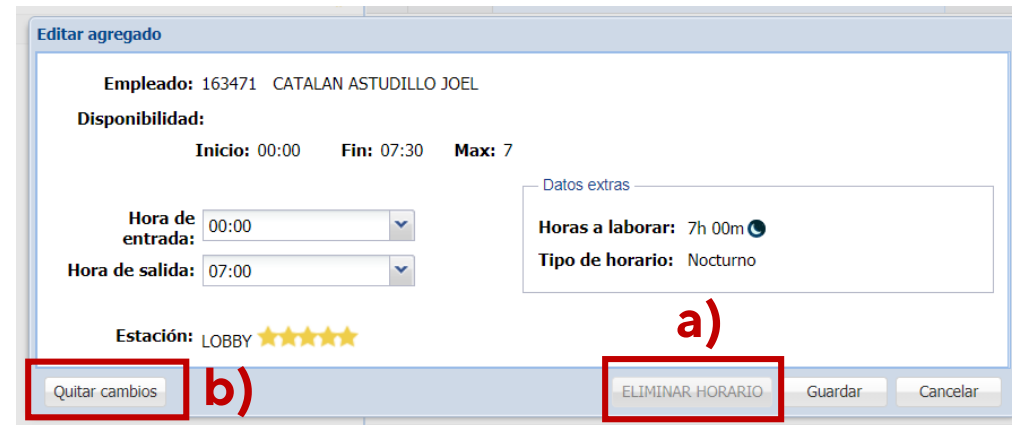 Editar agregado
Empleado: 163471 CATALAN ASTUDILLO JOEL
Disponibilidad:
Inicio: 00:00 Fin: 07:30 Max: 7
Datos extras
Hora de entrada: 00:00
Horas a laborar: 7h 00m
Hora de salida: 07:00
Tipo de horario: Nocturno
a)
Estación: LOBBY
Quitar cambios
b)
ELIMINAR HORARIO
Guardar
Cancelar